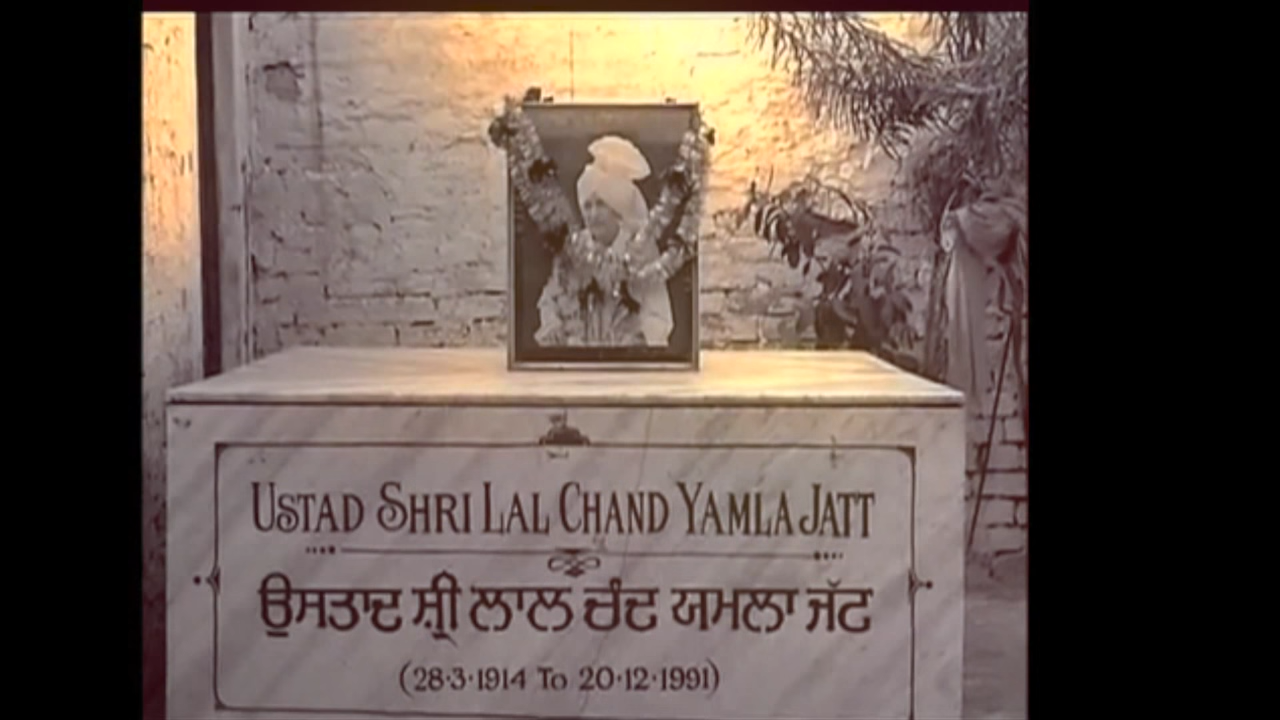 USTAD SHRI LAL CHAND YAMLA JATT
ਉਸਤਾਦ ਸ਼੍ਰੀ ਲਾਲ ਚੰਦ ਯਮਲਾ ਜੱਟ
(28·3·1914 To 20·12·1991)